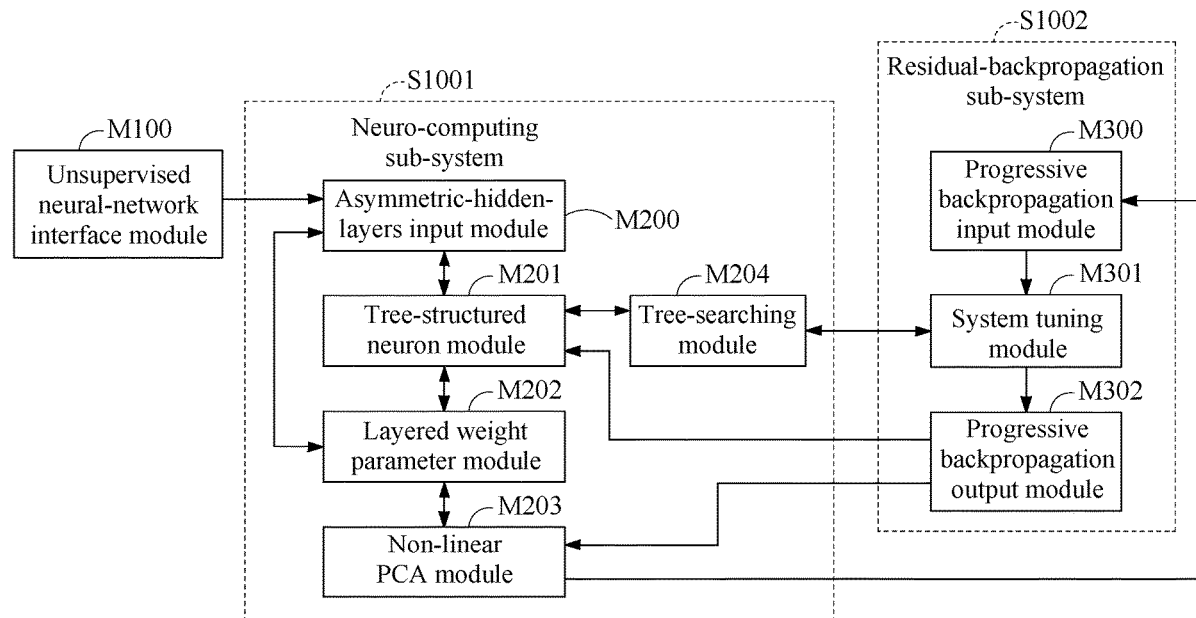 S1002
Residual-backpropagation
sub-system
S1001
Neuro-computing
sub-system
M100
Unsupervised
neural-network
interface module
Asymmetric-hidden-
layers input module
M200
M300
Progressive
backpropagation
input module
M201
Tree-structured
neuron module
M204
Tree-searching
module
M301
System tuning
module
M202
Layered weight
parameter module
M302
Progressive
backpropagation
output module
M203
Non-linear
PCA module